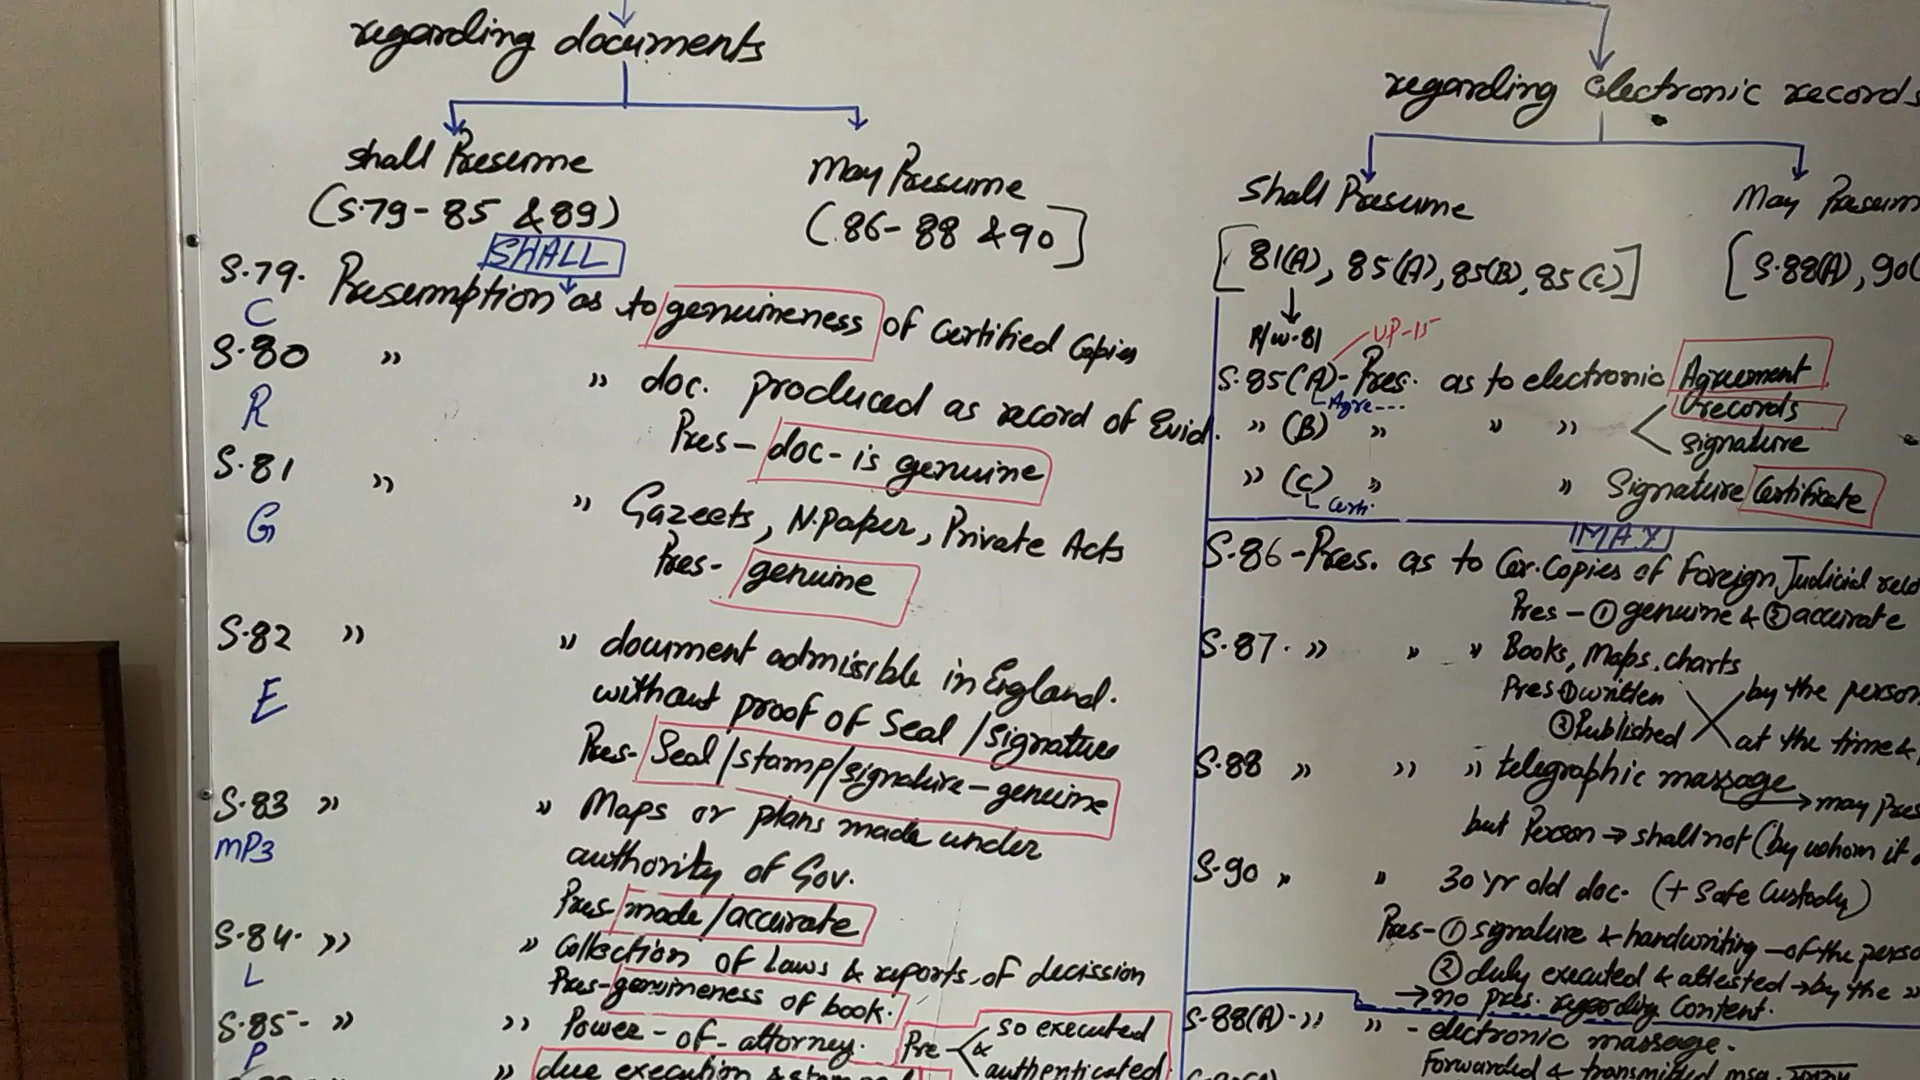 regarding documents
shall Presume
(S.79-85 &89)
May Presume
(86-88 &90]
SHALL
S.79. Presumption as to genuineness of Certified Copies
C
S.80 " " doc. produced as record of Evid.
R
Pres- doc-is genuine
S.81 " " Gazeets, N.paper, Private Acts
G
Pres- genuine
S.82 " " document admissible in England.
E
without proof of Seal/signature
Pres- Seal/stamp/signature-genuine
S.83 " " Maps or plans made under
MP3
authority of Gov.
Pres- made/accurate
S.84. " " Collection of Laws & reports of decission
L
Pres-genuineness of book.
S.85- " " Power-of-attorney.
P
Pre
so executed
&
authenticated
" due execution
regarding electronic records
Shall Presume
[81(A), 85(A), 85(B), 85(C)]
May
[S.88(A),
R/w.81
UP-15
S.85(A)-Pres. as to electronic Agreement
Agre---
" (B) " " " records
signature
" (C) " " Signature Certificate
Certi.
MAY
S.86-Pres. as to Cer.Copies of Foreign Judicial
Pres-① genuine & ② accurate
S.87. " " " Books, Maps, charts
Pres ① written by the person
② Published at the time &
S.88 " " " telegraphic massage → may
but Person → shall not (by whom it
S.90 " " 30 yr old doc. (+ Safe Custody)
Pres-① signature & handwriting-of the
② duly executed & attested → by the "
→ no pres. regarding Content.
S-88(A)- " " - electronic massage.
Forwarded & transmitted msg.